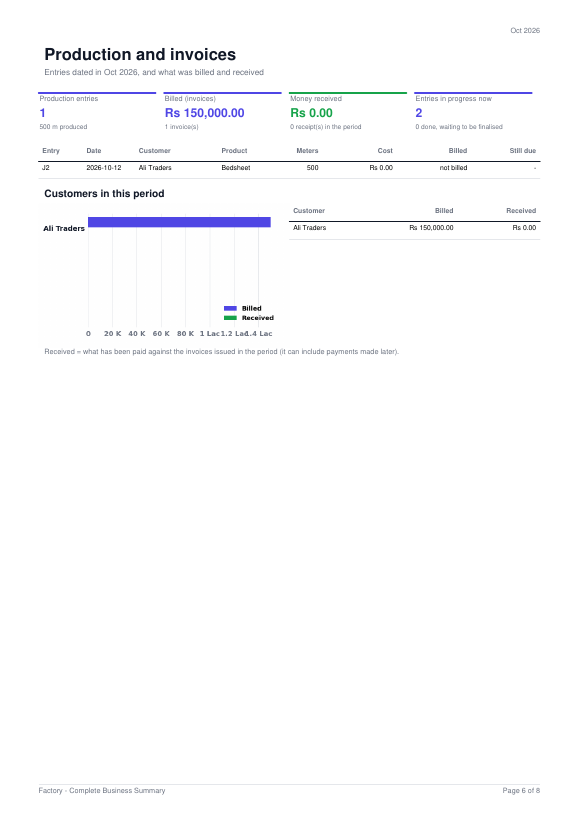 Oct 2026
Production and invoices
Entries dated in Oct 2026, and what was billed and received
Production entries Billed (invoices) Money received Entries in progress now
1 Rs 150,000.00 Rs 0.00 2
500 m produced 1 invoice(s) 0 receipt(s) in the period 0 done, waiting to be finalised
Entry Date Customer Product Meters Cost Billed Still due
J2 2026-10-12 Ali Traders Bedsheet 500 Rs 0.00 not billed -
Customers in this period
Customer Billed Received
Ali Traders Rs 150,000.00 Rs 0.00
Ali Traders
Billed
Received
0 20 K 40 K 60 K 80 K 1 Lac 1.2 Lac 1.4 Lac
Received = what has been paid against the invoices issued in the period (it can include payments made later).
Factory - Complete Business Summary Page 6 of 8